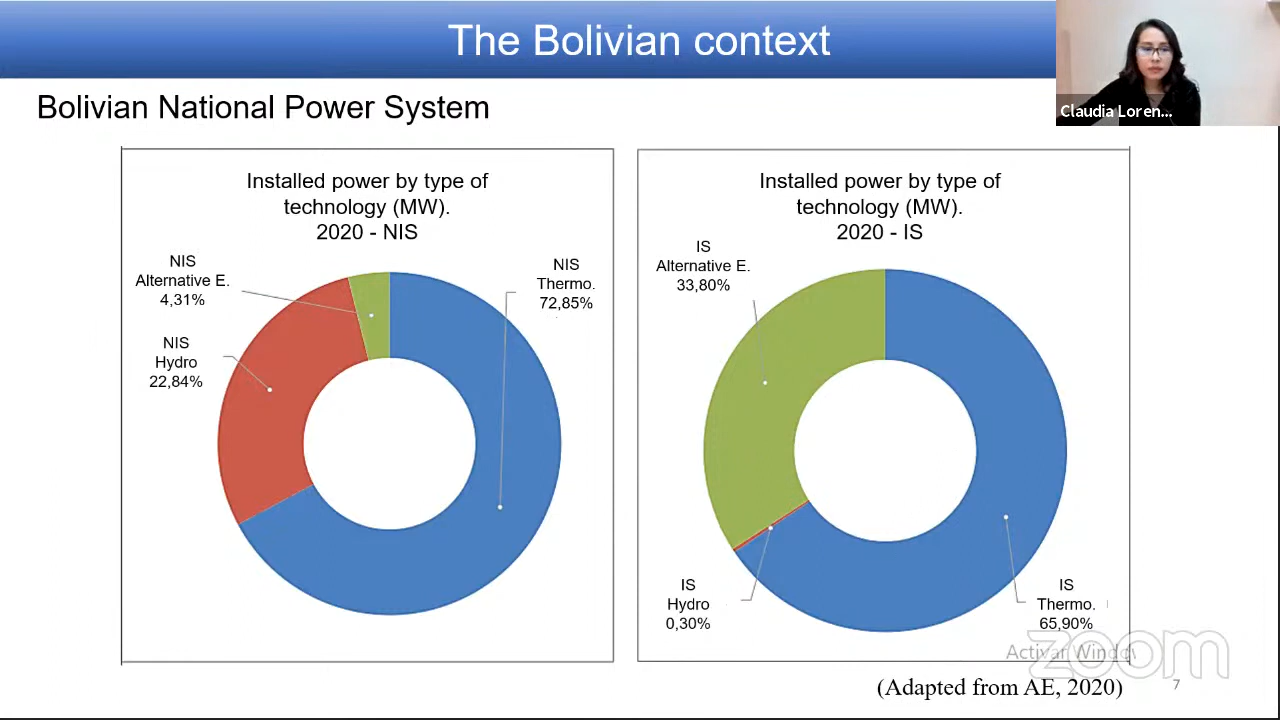 The Bolivian context
Claudia Loren...
Bolivian National Power System
Installed power by type of
technology (MW).
2020 - NIS
NIS
Alternative E.
4,31%
NIS
Thermo.
72,85%
NIS
Hydro
22,84%
Installed power by type of
technology (MW).
2020 - IS
IS
Alternative E.
33,80%
IS
Hydro
0,30%
IS
Thermo.
65,90%
Activar Windo
zoom
(Adapted from AE, 2020)
7